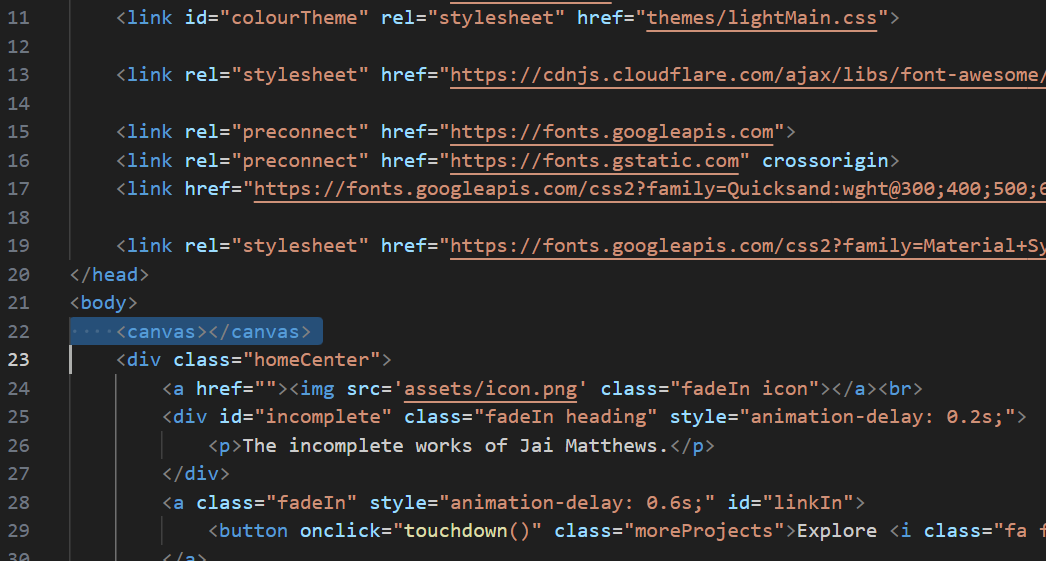 11 <link id="colourTheme" rel="stylesheet" href="themes/lightMain.css">
12
13 <link rel="stylesheet" href="https://cdnjs.cloudflare.com/ajax/libs/font-awesome/
14
15 <link rel="preconnect" href="https://fonts.googleapis.com">
16 <link rel="preconnect" href="https://fonts.gstatic.com" crossorigin>
17 <link href="https://fonts.googleapis.com/css2?family=Quicksand:wght@300;400;500;6
18
19 <link rel="stylesheet" href="https://fonts.googleapis.com/css2?family=Material+Sy
20 </head>
21 <body>
22 <canvas></canvas>
23 <div class="homeCenter">
24 <a href=""><img src='assets/icon.png' class="fadeIn icon"></a><br>
25 <div id="incomplete" class="fadeIn heading" style="animation-delay: 0.2s;">
26 <p>The incomplete works of Jai Matthews.</p>
27 </div>
28 <a class="fadeIn" style="animation-delay: 0.6s;" id="linkIn">
29 <button onclick="touchdown()" class="moreProjects">Explore <i class="fa f
30 </a>